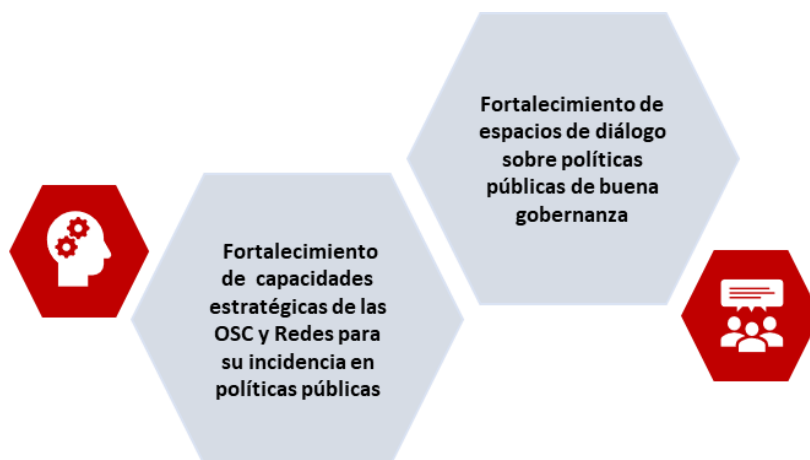 Fortalecimiento de
espacios de diálogo
sobre políticas
públicas de buena
gobernanza
Fortalecimiento
de capacidades
estratégicas de las
OSC y Redes para
su incidencia en
políticas públicas